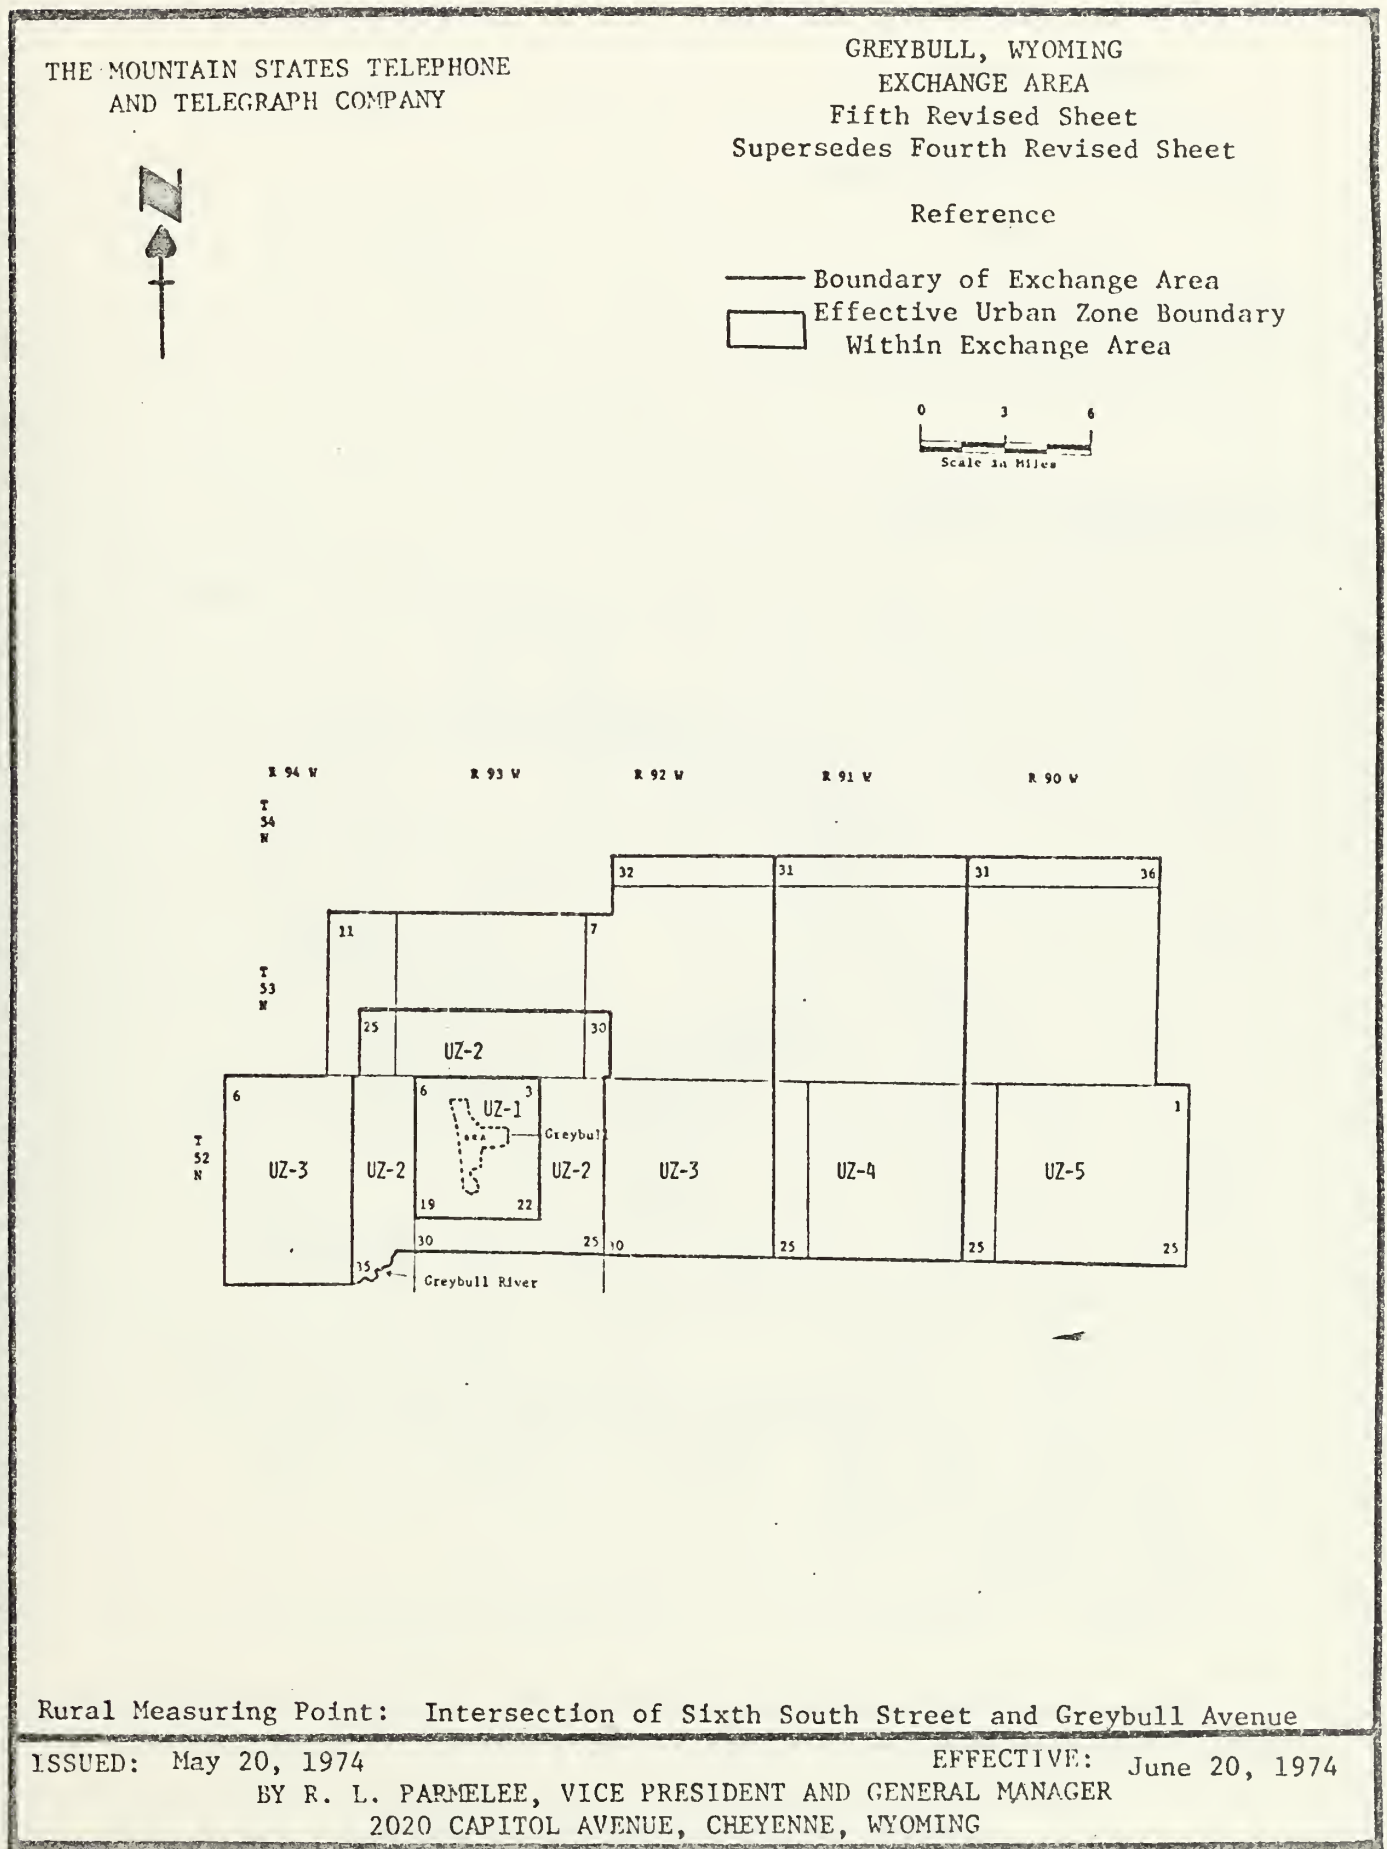 THE MOUNTAIN STATES TELEPHONE
AND TELEGRAPH COMPANY
GREYBULL, WYOMING
EXCHANGE AREA
Fifth Revised Sheet
Supersedes Fourth Revised Sheet
Reference
Boundary of Exchange Area
Effective Urban Zone Boundary
Within Exchange Area
N
0 3 6
Scale in Miles
R 94 W R 93 W R 92 W R 91 W R 90 W
T
54
N
32 31 31 36
11 7
T
53
N
25 30
UZ-2
6 6 3 1
UZ-1
BRA Greybull
T
52
N
UZ-3 UZ-2 UZ-2 UZ-3 UZ-4 UZ-5
19 22
30 25 30 25 25 25
35
Greybull River
Rural Measuring Point: Intersection of Sixth South Street and Greybull Avenue
ISSUED: May 20, 1974 EFFECTIVE: June 20, 1974
BY R. L. PARMELEE, VICE PRESIDENT AND GENERAL MANAGER
2020 CAPITOL AVENUE, CHEYENNE, WYOMING